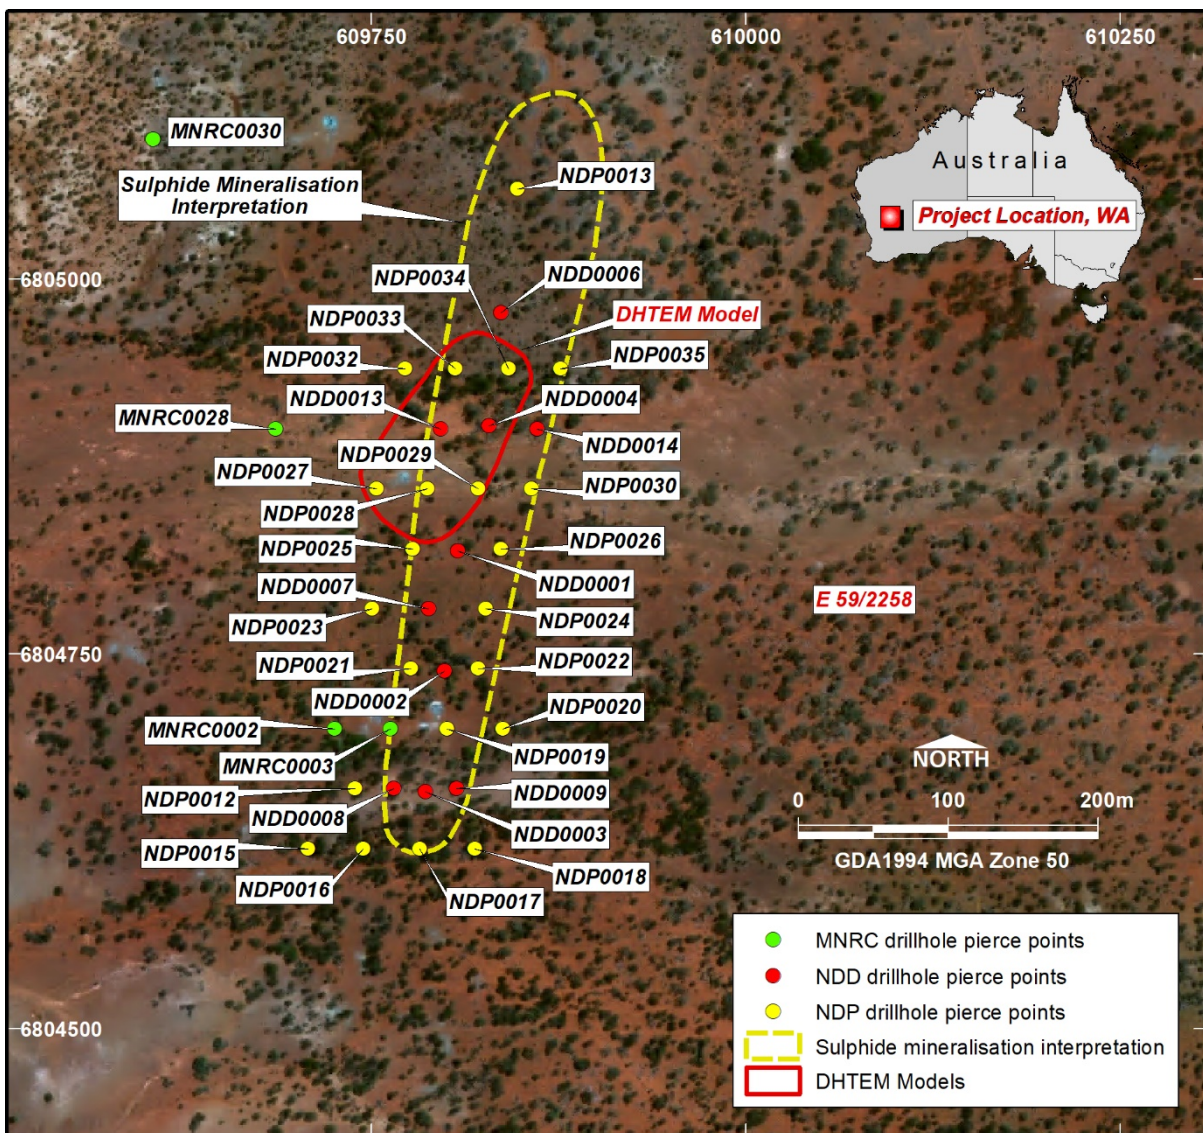 609750
610000
610250
MNRC0030
Sulphide Mineralisation
Interpretation
NDP0013
Australia
Project Location, WA
6805000
NDP0034
NDD0006
NDP0033
DHTEM Model
NDP0032
NDP0035
NDD0013
NDD0004
MNRC0028
NDD0014
NDP0029
NDP0027
NDP0030
NDP0028
NDP0025
NDP0026
NDD0001
NDD0007
E 59/2258
NDP0023
NDP0024
6804750
NDP0021
NDP0022
NDD0002
MNRC0002
NDP0020
NDP0019
MNRC0003
NORTH
NDP0012
NDD0008
NDD0009
0 100 200m
NDD0003
NDP0015
NDP0016
NDP0018
NDP0017
GDA1994 MGA Zone 50
MNRC drillhole pierce points
NDD drillhole pierce points
NDP drillhole pierce points
6804500
Sulphide mineralisation interpretation
DHTEM Models